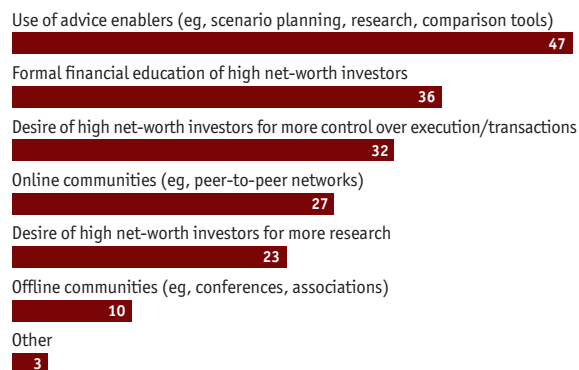 Use of advice enablers (eg, scenario planning, research, comparison tools)
47
Formal financial education of high net-worth investors
36
Desire of high net-worth investors for more control over execution/transactions
32
Online communities (eg, peer-to-peer networks)
27
Desire of high net-worth investors for more research
23
Offline communities (eg, conferences, associations)
10
Other
3